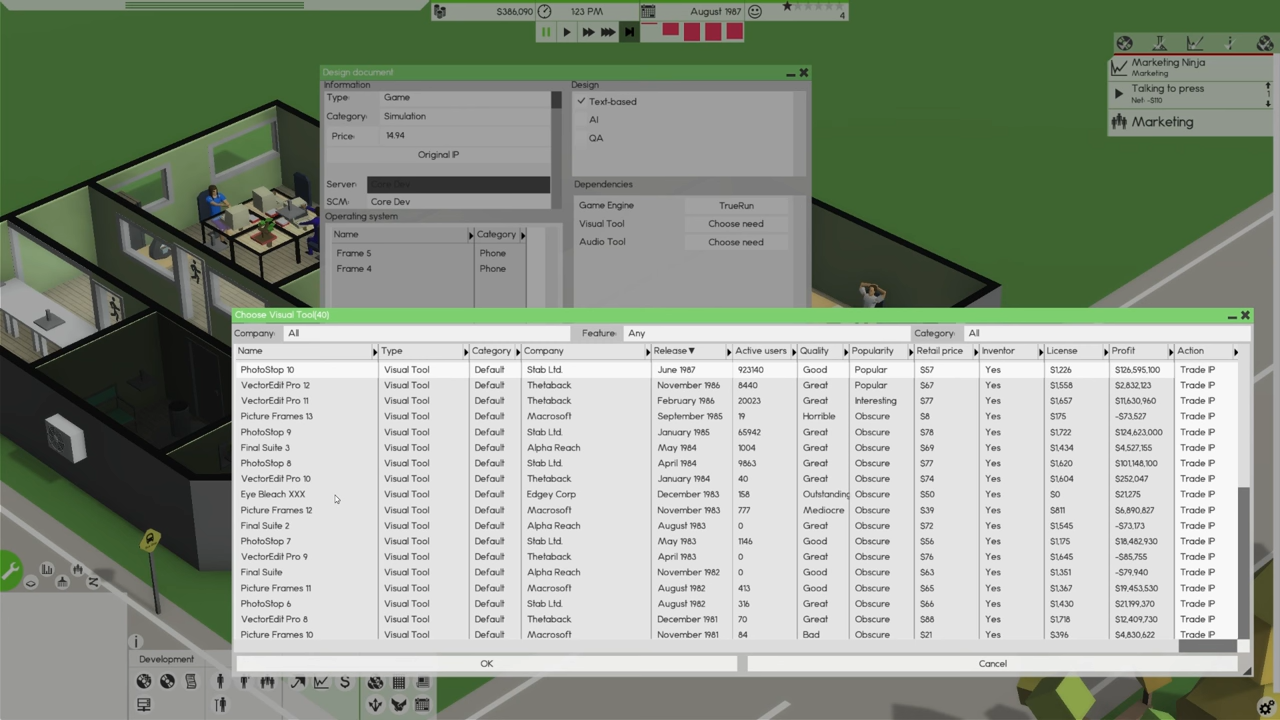 $386,090 1:23 PM August 1987 4
Marketing Ninja
Marketing
Talking to press
Net: -$110
1
Marketing
Design document
Information
Type: Game
Category: Simulation
Price: 14.94
Original IP
Server: Core Dev
SCM: Core Dev
Operating system
Name Category
Frame 5 Phone
Frame 4 Phone
Design
Text-based
AI
QA
Dependencies
Game Engine TrueRun
Visual Tool Choose need
Audio Tool Choose need
Choose Visual Tool(40)
Company: All Feature: Any Category: All
Name Type Category Company Release▼ Active users Quality Popularity Retail price Inventor License Profit Action
PhotoStop 10 Visual Tool Default Stab Ltd. June 1987 923140 Good Popular $57 Yes $1,226 $126,595,100 Trade IP
VectorEdit Pro 12 Visual Tool Default Thetaback November 1986 8440 Great Popular $67 Yes $1,558 $2,832,123 Trade IP
VectorEdit Pro 11 Visual Tool Default Thetaback February 1986 20023 Great Interesting $77 Yes $1,657 $11,630,960 Trade IP
Picture Frames 13 Visual Tool Default Macrosoft September 1985 19 Horrible Obscure $8 Yes $175 -$73,527 Trade IP
PhotoStop 9 Visual Tool Default Stab Ltd. January 1985 65942 Great Obscure $78 Yes $1,722 $124,623,000 Trade IP
Final Suite 3 Visual Tool Default Alpha Reach May 1984 1004 Great Obscure $69 Yes $1,434 $4,527,155 Trade IP
PhotoStop 8 Visual Tool Default Stab Ltd. April 1984 9863 Great Obscure $77 Yes $1,620 $101,148,100 Trade IP
VectorEdit Pro 10 Visual Tool Default Thetaback January 1984 40 Great Obscure $74 Yes $1,604 $252,047 Trade IP
Eye Bleach XXX Visual Tool Default Edgey Corp December 1983 158 Outstanding Obscure $50 Yes $0 $21,275 Trade IP
Picture Frames 12 Visual Tool Default Macrosoft November 1983 777 Mediocre Obscure $39 Yes $811 $6,890,827 Trade IP
Final Suite 2 Visual Tool Default Alpha Reach August 1983 0 Great Obscure $72 Yes $1,545 -$73,173 Trade IP
PhotoStop 7 Visual Tool Default Stab Ltd. May 1983 1146 Good Obscure $56 Yes $1,175 $18,482,930 Trade IP
VectorEdit Pro 9 Visual Tool Default Thetaback April 1983 0 Great Obscure $76 Yes $1,645 -$85,755 Trade IP
Final Suite Visual Tool Default Alpha Reach November 1982 0 Good Obscure $63 Yes $1,351 -$79,940 Trade IP
Picture Frames 11 Visual Tool Default Macrosoft August 1982 413 Good Obscure $65 Yes $1,367 $19,453,530 Trade IP
PhotoStop 6 Visual Tool Default Stab Ltd. August 1982 316 Great Obscure $66 Yes $1,430 $21,199,370 Trade IP
VectorEdit Pro 8 Visual Tool Default Thetaback December 1981 70 Great Obscure $88 Yes $1,718 $12,409,730 Trade IP
Picture Frames 10 Visual Tool Default Macrosoft November 1981 84 Bad Obscure $21 Yes $396 $4,830,622 Trade IP
OK Cancel
Development